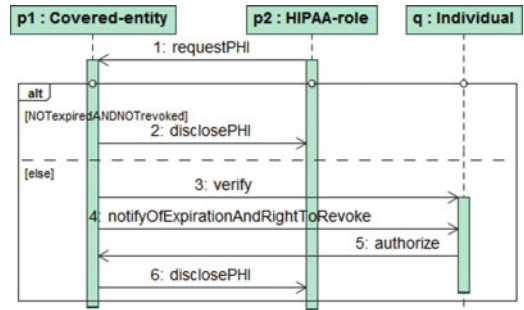 p1 : Covered-entity
p2 : HIPAA-role
q : Individual
1: requestPHI
alt
[NOTexpiredANDNOTrevoked]
2: disclosePHI
[else]
3: verify
4: notifyOfExpirationAndRightToRevoke
5: authorize
6: disclosePHI